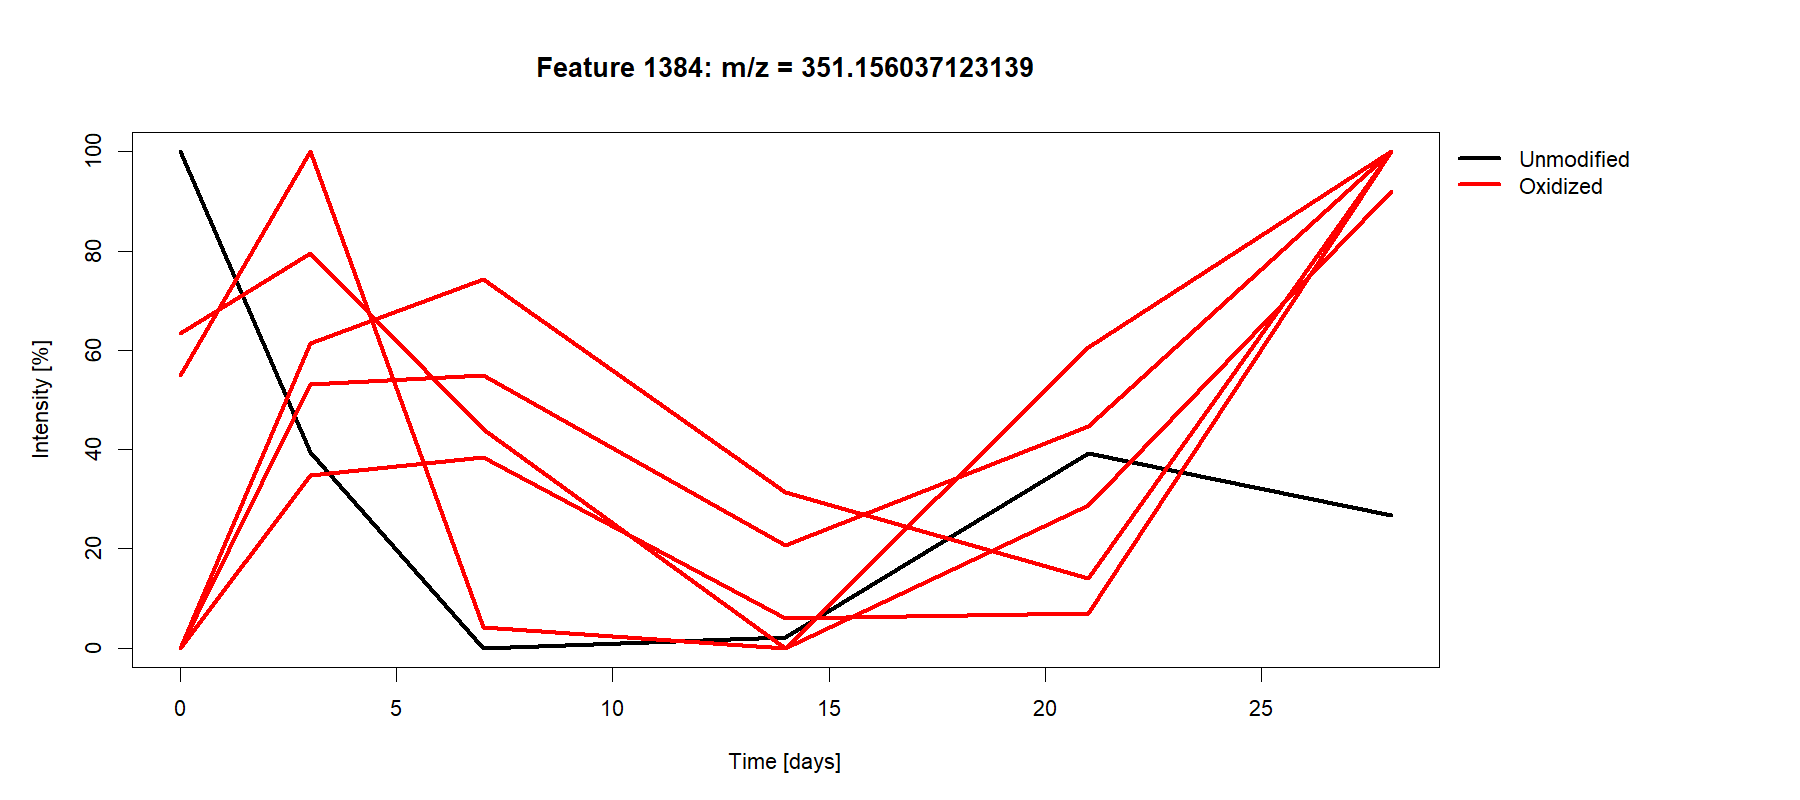 Feature 1384: m/z = 351.156037123139
Unmodified
Oxidized
Intensity [%]
100
80
60
40
20
0
0 5 10 15 20 25
Time [days]